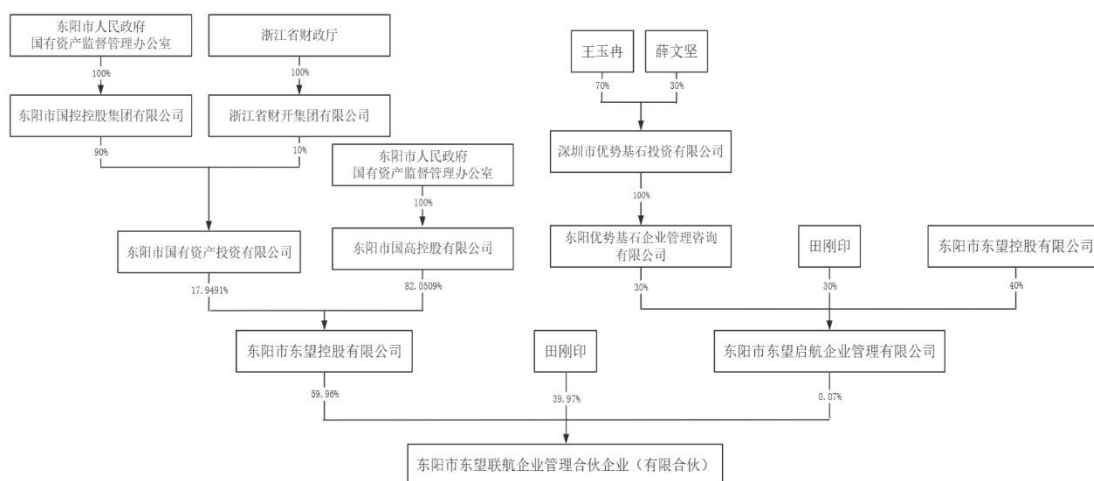 东阳市人民政府
国有资产监督管理办公室
浙江省财政厅
王玉冉
薛文坚
100%
100%
70%
30%
东阳市国控控股集团有限公司
浙江省财开集团有限公司
90%
10%
东阳市人民政府
国有资产监督管理办公室
深圳市优势基石投资有限公司
100%
100%
东阳市国有资产投资有限公司
东阳市国高控股有限公司
东阳优势基石企业管理咨询
有限公司
田刚印
东阳市东望控股有限公司
17.9491%
82.0509%
30%
30%
40%
东阳市东望控股有限公司
田刚印
东阳市东望启航企业管理有限公司
59.96%
39.97%
0.07%
东阳市东望联航企业管理合伙企业（有限合伙）